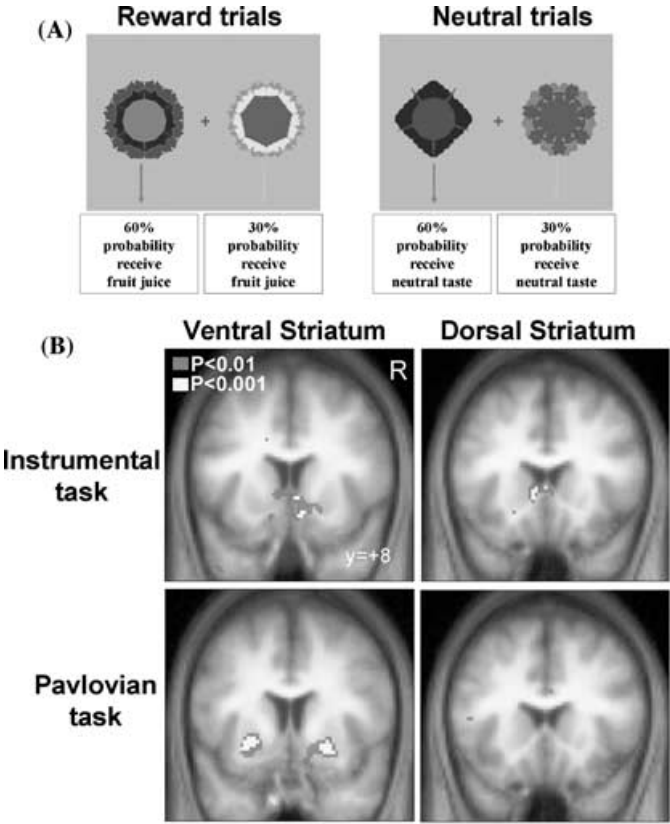 (A)
Reward trials
Neutral trials
+
+
60%
probability
receive
fruit juice
30%
probability
receive
fruit juice
60%
probability
receive
neutral taste
30%
probability
receive
neutral taste
(B)
Ventral Striatum
Dorsal Striatum
P<0.01
P<0.001
R
Instrumental
task
y=+8
Pavlovian
task